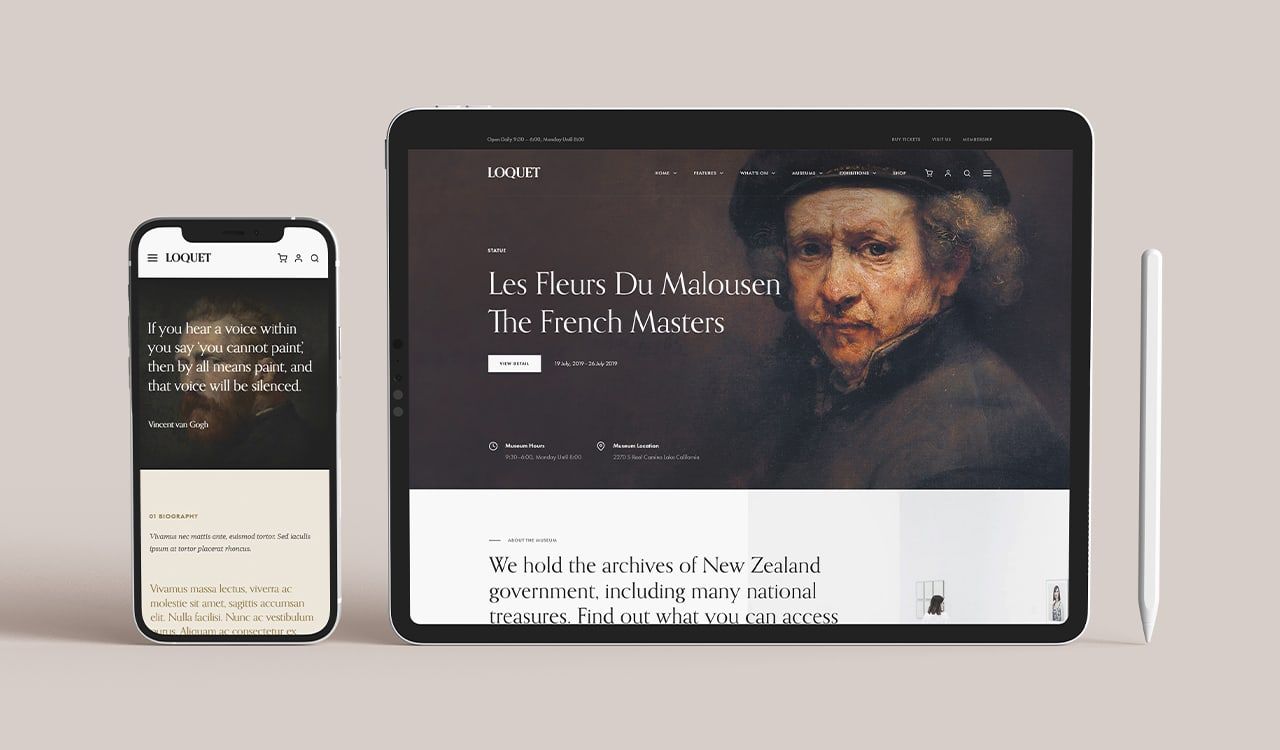 LOQUET
If you hear a voice within
you say ‘you cannot paint,’
then by all means paint, and
that voice will be silenced.
Vincent van Gogh
01 BIOGRAPHY
Vivamus nec mattis ante, euismod tortor. Sed iaculis
ipsum at tortor placerat rhoncus.
Vivamus massa lectus, viverra ac
molestie sit amet, sagittis accumsan
elit. Nulla facilisi. Nunc ac vestibulum
purus. Aliquam ac consectetur ex
Open Daily 9:30 – 6:00, Monday Until 8:00
BUY TICKETS VISIT US MEMBERSHIP
LOQUET HOME FEATURES WHAT'S ON MUSEUMS EXHIBITIONS SHOP
STATUE
Les Fleurs Du Malousen
The French Masters
VIEW DETAIL 19 July, 2019 - 26 July 2019
Museum Hours
9:30–6:00, Monday Until 8:00
Museum Location
2270 S Real Camino Lake California
ABOUT THE MUSEUM
We hold the archives of New Zealand
government, including many national
treasures. Find out what you can access